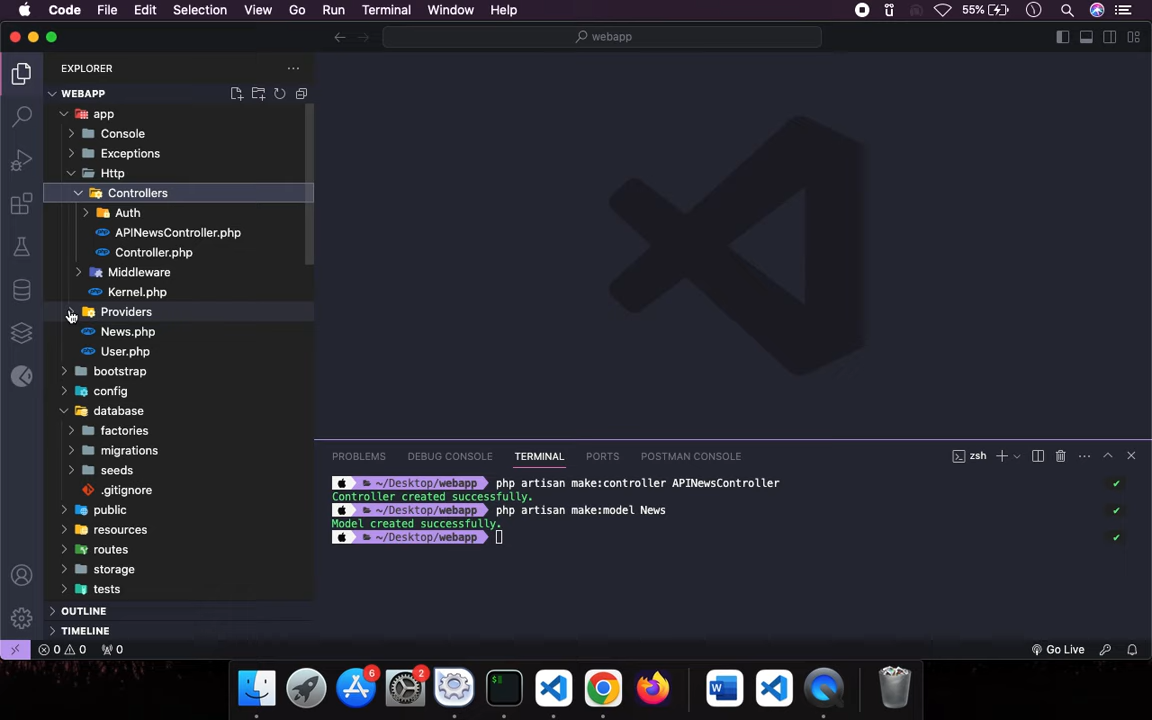 Code File Edit Selection View Go Run Terminal Window Help
55%
webapp
EXPLORER
WEBAPP
app
Console
Exceptions
Http
Controllers
Auth
APINewsController.php
Controller.php
Middleware
Kernel.php
Providers
News.php
User.php
bootstrap
config
database
factories
migrations
seeds
.gitignore
public
resources
routes
storage
tests
OUTLINE
TIMELINE
PROBLEMS DEBUG CONSOLE TERMINAL PORTS POSTMAN CONSOLE
zsh
~/Desktop/webapp php artisan make:controller APINewsController
Controller created successfully.
~/Desktop/webapp php artisan make:model News
Model created successfully.
~/Desktop/webapp
0 0 0
Go Live
6
2